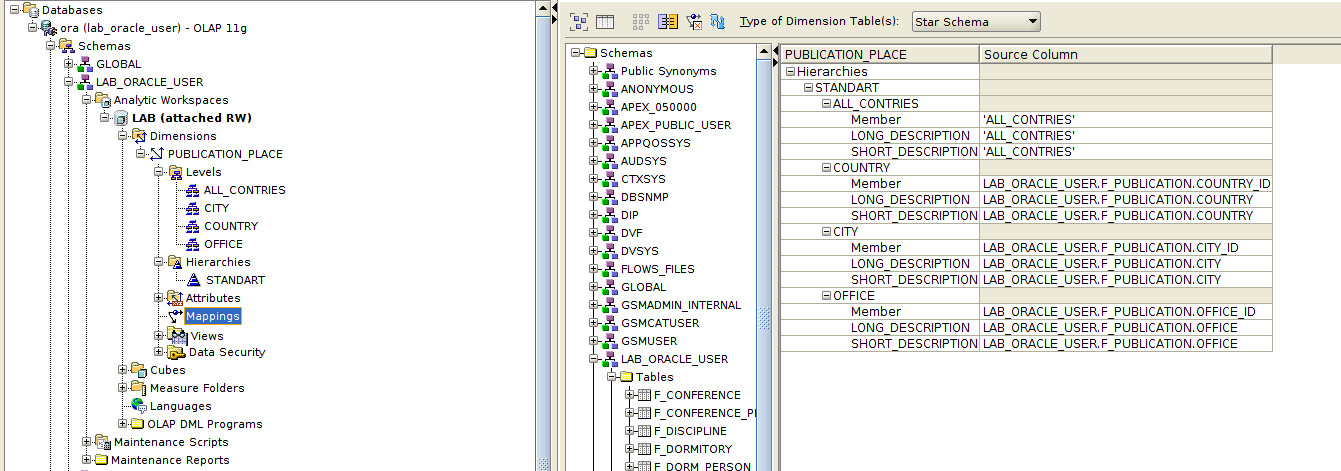 Databases
ora (lab_oracle_user) - OLAP 11g
Schemas
GLOBAL
LAB_ORACLE_USER
Analytic Workspaces
LAB (attached RW)
Dimensions
PUBLICATION_PLACE
Levels
ALL_CONTRIES
CITY
COUNTRY
OFFICE
Hierarchies
STANDART
Attributes
Mappings
Views
Data Security
Cubes
Measure Folders
Languages
OLAP DML Programs
Maintenance Scripts
Maintenance Reports
Type of Dimension Table(s): Star Schema
Schemas
Public Synonyms
ANONYMOUS
APEX_050000
APEX_PUBLIC_USER
APPQOSSYS
AUDSYS
CTXSYS
DBSNMP
DIP
DVF
DVSYS
FLOWS_FILES
GLOBAL
GSMADMIN_INTERNAL
GSMCATUSER
GSMUSER
LAB_ORACLE_USER
Tables
F_CONFERENCE
F_CONFERENCE_P
F_DISCIPLINE
F_DORMITORY
F_DORM_PERSON
PUBLICATION_PLACE Source Column
Hierarchies
STANDART
ALL_CONTRIES
Member 'ALL_CONTRIES'
LONG_DESCRIPTION 'ALL_CONTRIES'
SHORT_DESCRIPTION 'ALL_CONTRIES'
COUNTRY
Member LAB_ORACLE_USER.F_PUBLICATION.COUNTRY_ID
LONG_DESCRIPTION LAB_ORACLE_USER.F_PUBLICATION.COUNTRY
SHORT_DESCRIPTION LAB_ORACLE_USER.F_PUBLICATION.COUNTRY
CITY
Member LAB_ORACLE_USER.F_PUBLICATION.CITY_ID
LONG_DESCRIPTION LAB_ORACLE_USER.F_PUBLICATION.CITY
SHORT_DESCRIPTION LAB_ORACLE_USER.F_PUBLICATION.CITY
OFFICE
Member LAB_ORACLE_USER.F_PUBLICATION.OFFICE_ID
LONG_DESCRIPTION LAB_ORACLE_USER.F_PUBLICATION.OFFICE
SHORT_DESCRIPTION LAB_ORACLE_USER.F_PUBLICATION.OFFICE